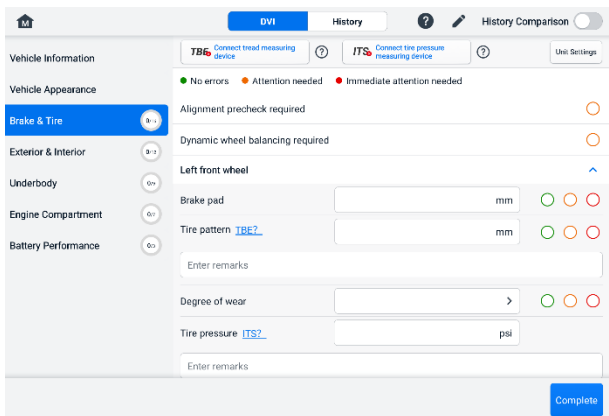 M
DVI
History
?
History Comparison
Vehicle Information
Vehicle Appearance
Brake & Tire
Exterior & Interior
Underbody
Engine Compartment
Battery Performance
TBE Connect tread measuring
device
?
ITS Connect tire pressure
measuring device
?
Unit Settings
No errors
Attention needed
Immediate attention needed
Alignment precheck required
Dynamic wheel balancing required
Left front wheel
Brake pad
mm
Tire pattern TBE?
mm
Enter remarks
Degree of wear
Tire pressure ITS?
psi
Enter remarks
Complete